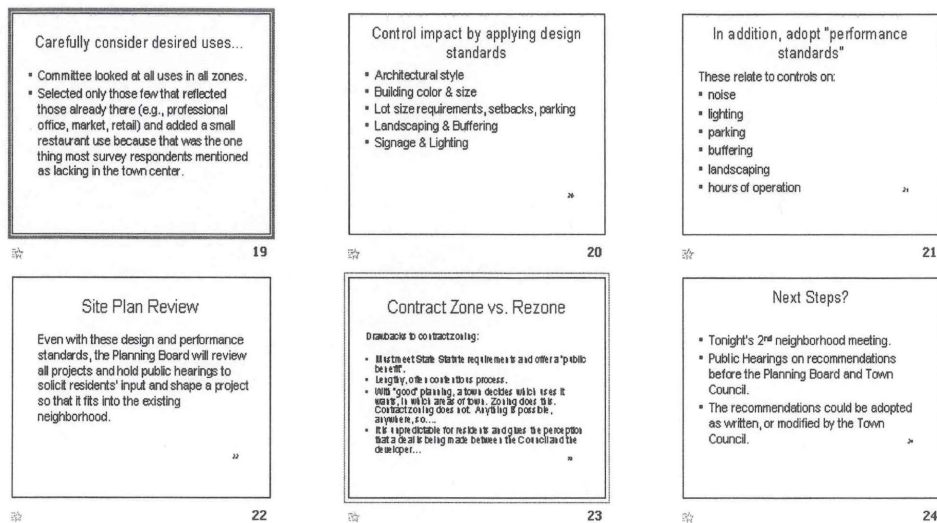 Carefully consider desired uses...
▪ Committee looked at all uses in all zones.
▪ Selected only those few that reflected
those already there (e.g., professional
office, market, retail) and added a small
restaurant use because that was the one
thing most survey respondents mentioned
as lacking in the town center.
19
Control impact by applying design
standards
▪ Architectural style
▪ Building color & size
▪ Lot size requirements, setbacks, parking
▪ Landscaping & Buffering
▪ Signage & Lighting
20
In addition, adopt "performance
standards"
These relate to controls on:
▪ noise
▪ lighting
▪ parking
▪ buffering
▪ landscaping
▪ hours of operation
21
Site Plan Review
Even with these design and performance
standards, the Planning Board will review
all projects and hold public hearings to
solicit residents' input and shape a project
so that it fits into the existing
neighborhood.
22
Contract Zone vs. Rezone
Drawbacks to contract zoning:
▪ Must meet State Statute requirements and offer a "public
benefit".
▪ Lengthy, often contentious process.
▪ With "good" planning, a town decides which uses it
wants, in which areas of town. Zoning does this.
Contract zoning does not. Anything is possible,
anywhere, so....
▪ It is unpredictable for residents and gives the perception
that a deal is being made between the Council and the
developer...
23
Next Steps?
▪ Tonight's 2nd neighborhood meeting.
▪ Public Hearings on recommendations
before the Planning Board and Town
Council.
▪ The recommendations could be adopted
as written, or modified by the Town
Council.
24